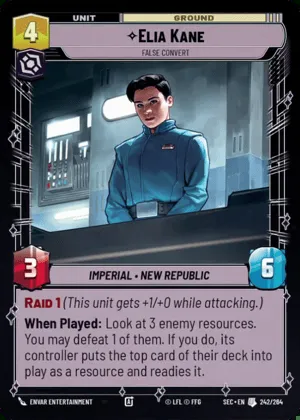 UNIT
GROUND
4
✧ELIA KANE
FALSE CONVERT
3
6
IMPERIAL • NEW REPUBLIC
RAID 1 (This unit gets +1/+0 while attacking.)
When Played: Look at 3 enemy resources.
You may defeat 1 of them. If you do, its
controller puts the top card of their deck into
play as a resource and readies it.
ENVAR ENTERTAINMENT
© LFL © FFG
SEC • EN
242/264